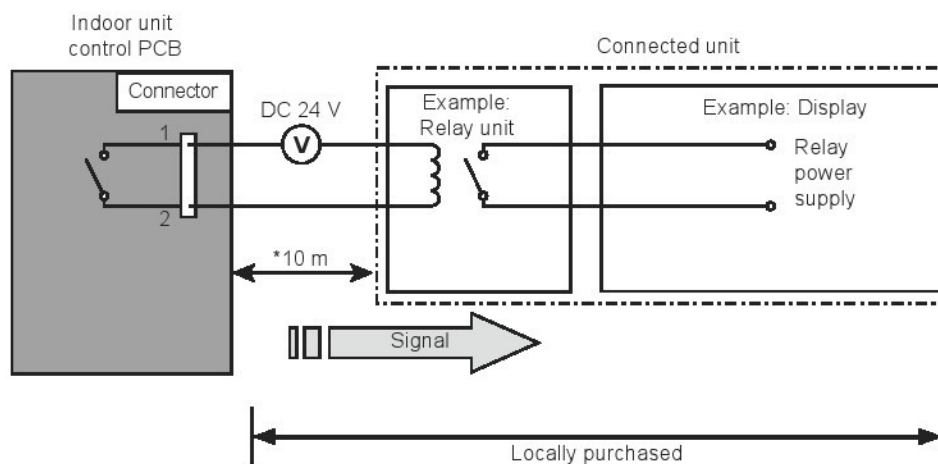 Indoor unit
control PCB
Connector
1
2
DC 24 V
V
*10 m
Connected unit
Example:
Relay unit
Example: Display
Relay
power
supply
Signal
Locally purchased